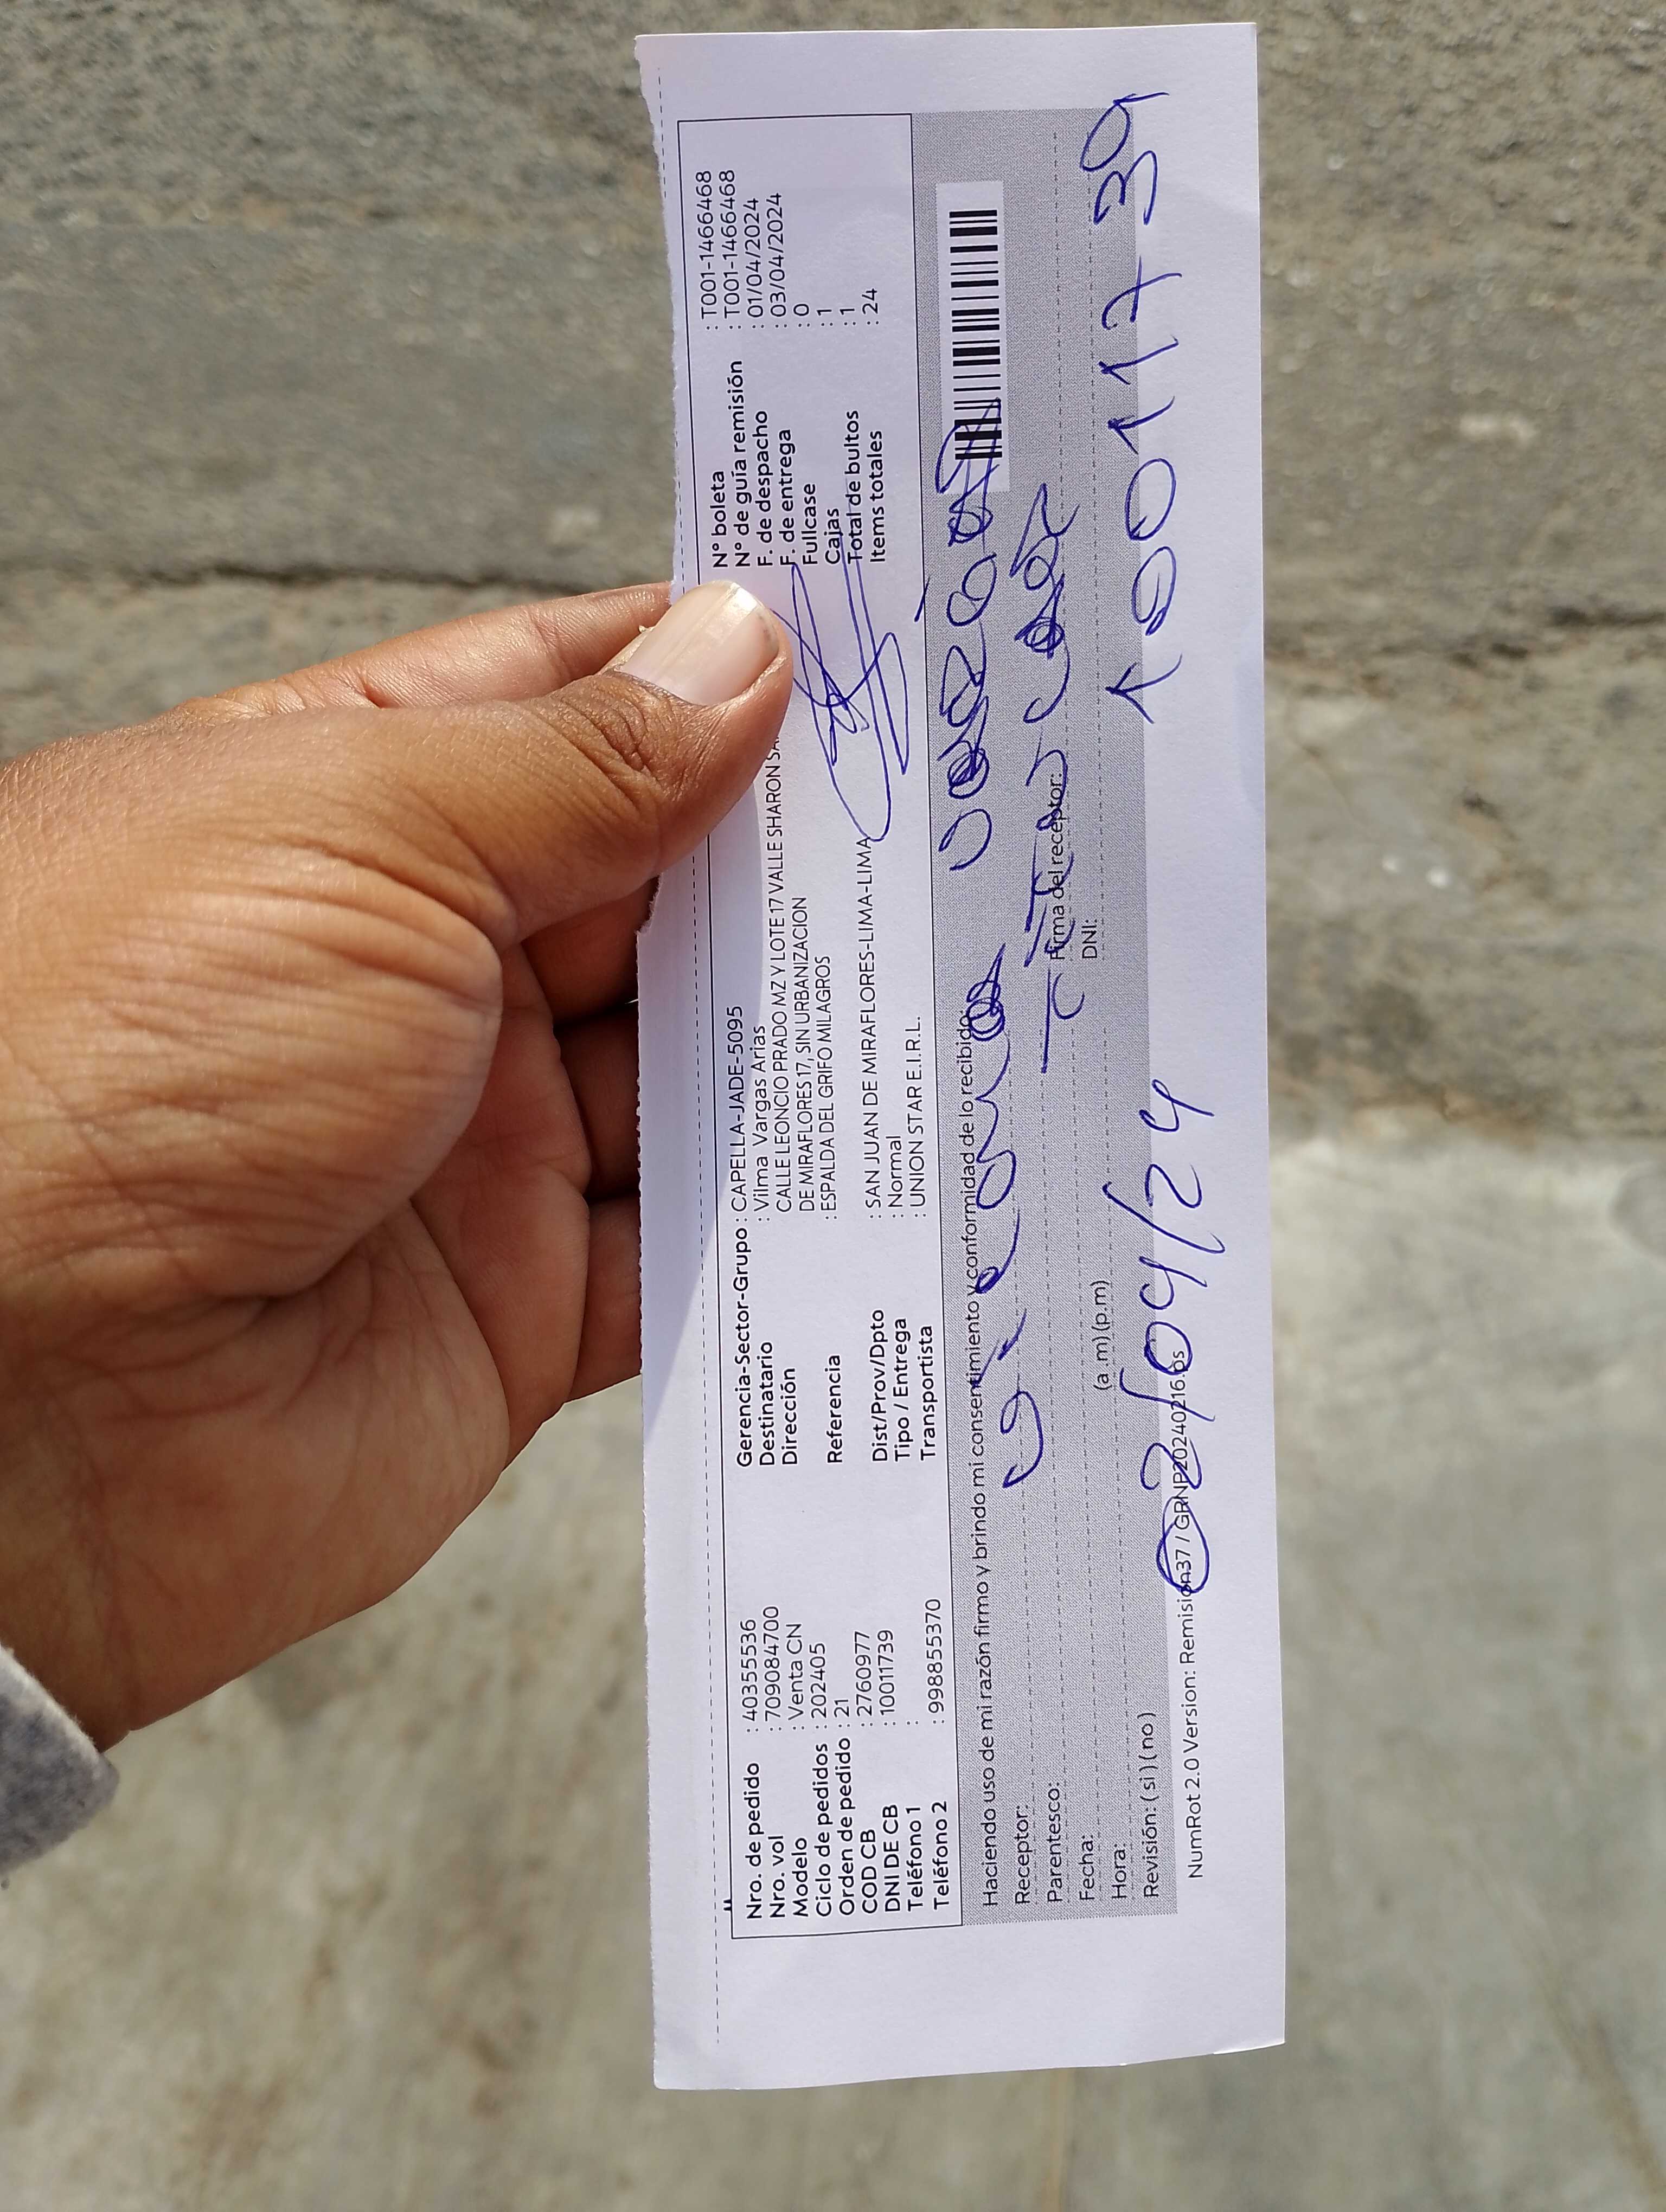 Nro. de pedido : 40355536
Nro. vol : 709084700
Modelo : Venta CN
Ciclo de pedidos : 202405
Orden de pedido : 21
COD CB : 2760977
DNI DE CB : 10011739
Teléfono 1 :
Teléfono 2 : 998855370
Gerencia-Sector-Grupo : CAPELLA-JADE-5095
Destinatario : Vilma Vargas Arias
Dirección CALLE LEONCIO PRADO MZ Y LOTE 17 VALLE SHARON
DE MIRAFLORES 17, SIN URBANIZACION
Referencia : ESPALDA DEL GRIFO MILAGROS
Dist/Prov/Dpto : SAN JUAN DE MIRAFLORES-LIMA-LIMA
Tipo / Entrega : Normal
Transportista : UNION STAR E.I.R.L.
N° boleta : T001-1466468
N° de guía remisión : T001-1466468
F. de despacho : 01/04/2024
F. de entrega : 03/04/2024
Fullcase : 0
Cajas : 1
Total de bultos : 1
Items totales : 24
Haciendo uso de mi razón firmo y brindo mi consentimiento y conformidad de lo recibido:
Receptor:
Parentesco:
Fecha:
Hora: (a.m) (p.m)
Revisión: ( si ) ( no )
Firma del receptor:
DNI: 10011739
02/04/24
NumRot 2.0 Version: Remision37 / GRNP20240216.os